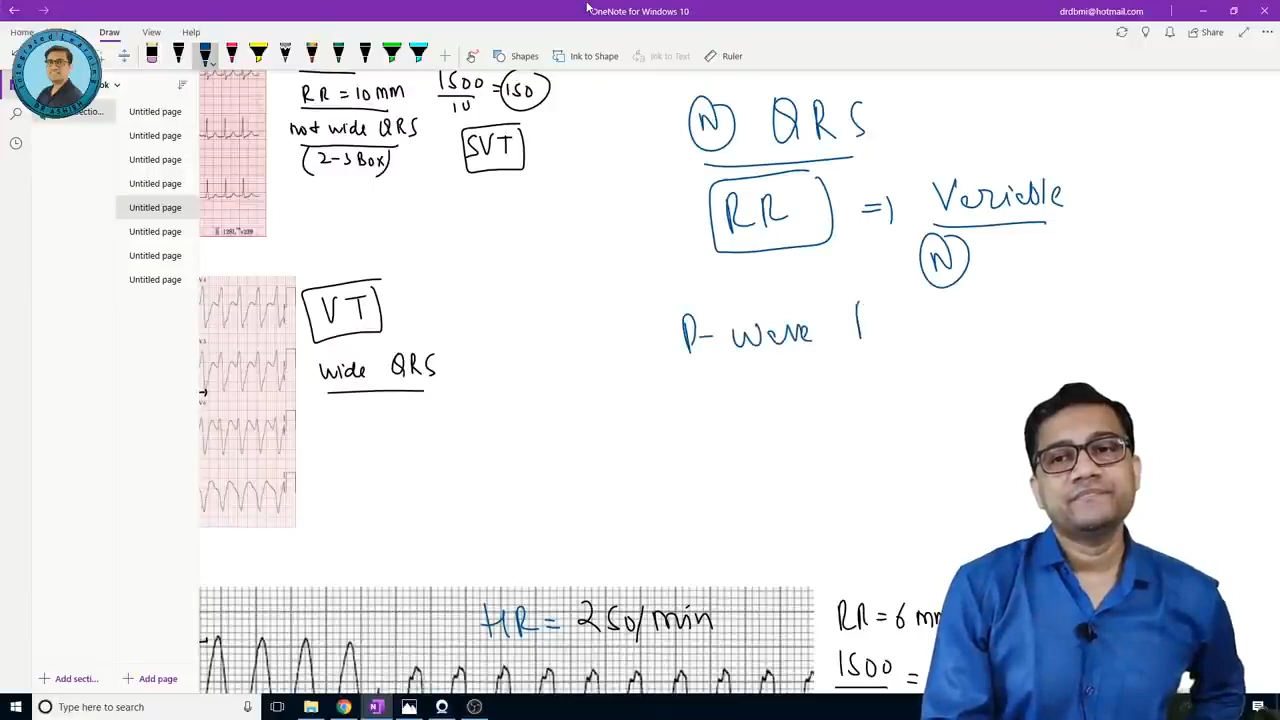 OneNote for Windows 10
drdbmi@hotmail.com
Draw
View
Help
Shapes
Ink to Shape
Ink to Text
Ruler
Share
Integrated Learning
Untitled page
Untitled page
Untitled page
Untitled page
Untitled page
Untitled page
Untitled page
Untitled page
RR = 10 mm
1500
10
= 150
not wide QRS
(2-3 Box)
SVT
N QRS
RR => Variable
N
P- wave
VT
wide QRS
HR= 250/min
RR = 6 mm
1500 =
Add secti...
Add page
Type here to search